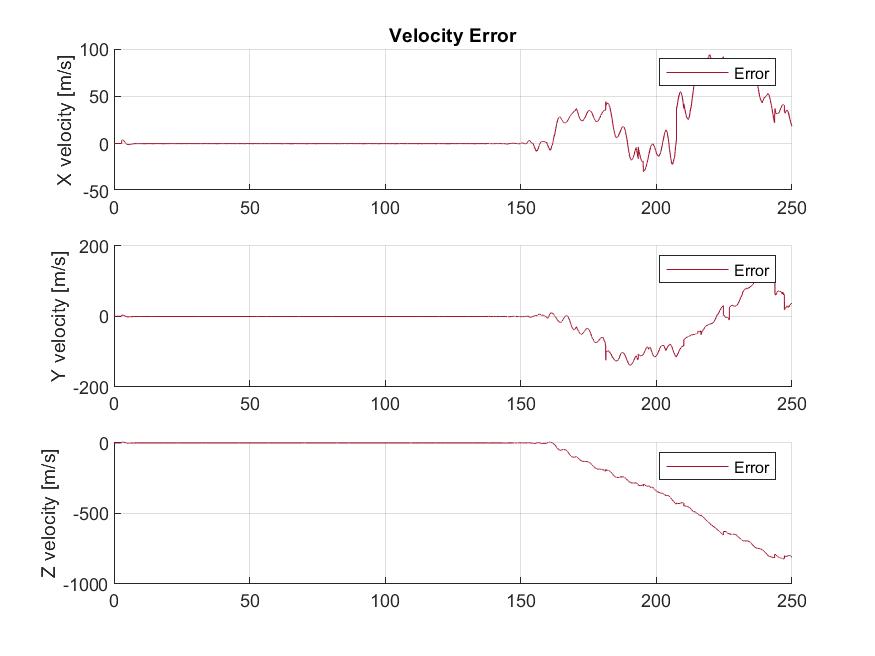 Velocity Error
X velocity [m/s]
100
50
0
-50
Error
0 50 100 150 200 250
Y velocity [m/s]
200
0
-200
Error
0 50 100 150 200 250
Z velocity [m/s]
0
-500
-1000
Error
0 50 100 150 200 250